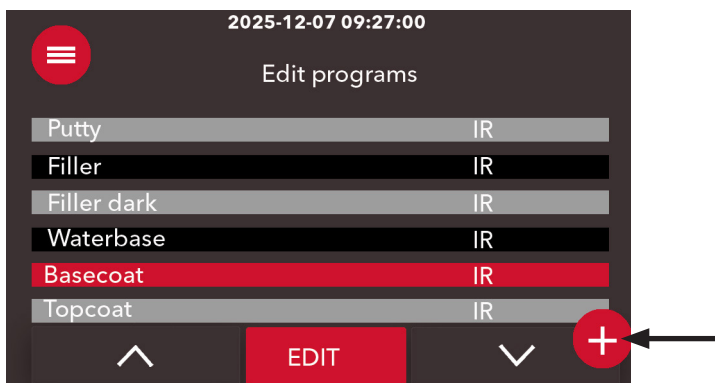 2025-12-07 09:27:00
Edit programs
Putty IR
Filler IR
Filler dark IR
Waterbase IR
Basecoat IR
Topcoat IR
EDIT +